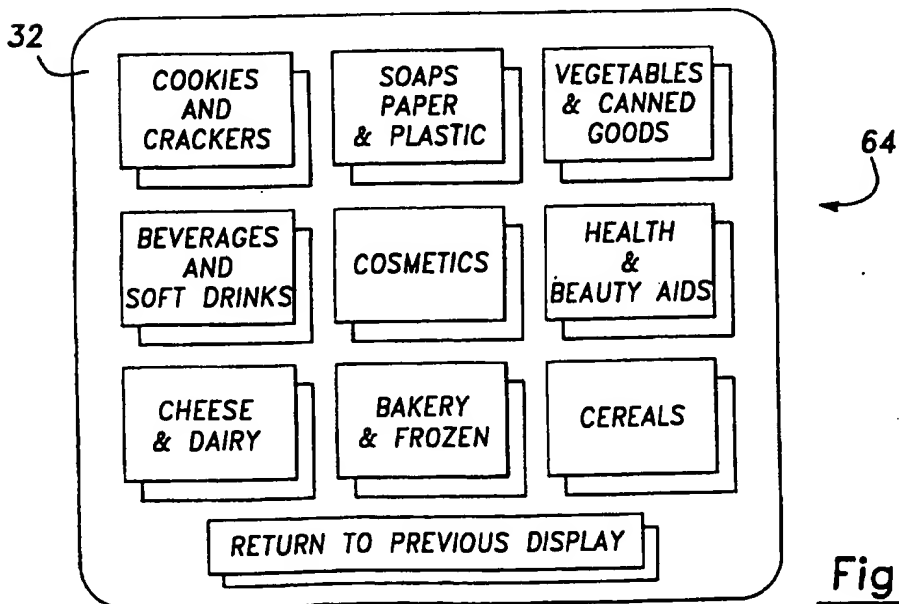 32
COOKIES
AND
CRACKERS
SOAPS
PAPER
& PLASTIC
VEGETABLES
& CANNED
GOODS
64
BEVERAGES
AND
SOFT DRINKS
COSMETICS
HEALTH
&
BEAUTY AIDS
CHEESE
& DAIRY
BAKERY
& FROZEN
CEREALS
RETURN TO PREVIOUS DISPLAY
Fig